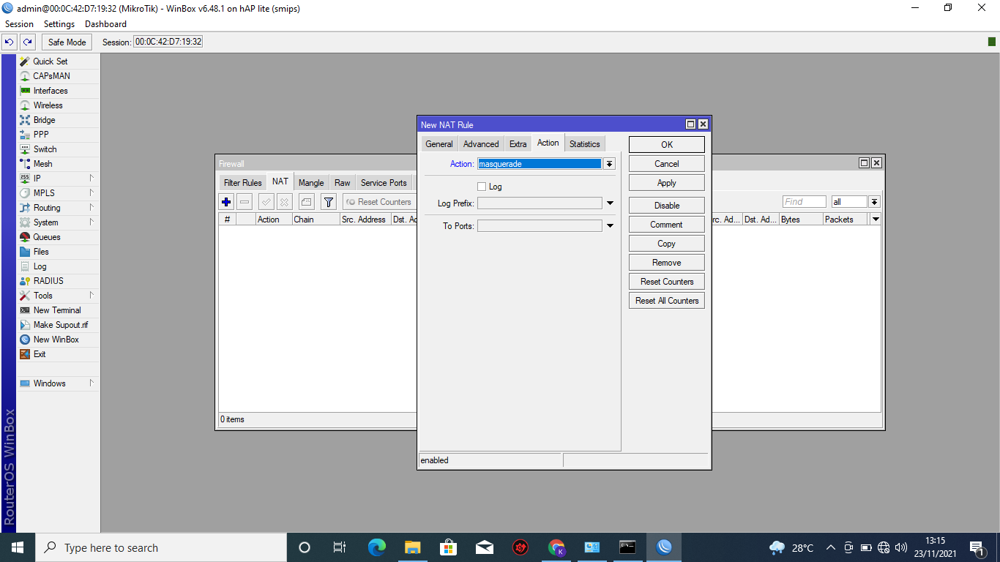 admin@00:0C:42:D7:19:32 (MikroTik) - WinBox v6.48.1 on hAP lite (smips)
Session Settings Dashboard
Safe Mode Session: 00:0C:42:D7:19:32
Quick Set
CAPsMAN
Interfaces
Wireless
Bridge
PPP
Switch
Mesh
IP
MPLS
Routing
System
Queues
Files
Log
RADIUS
Tools
New Terminal
Make Supout.rif
New WinBox
Exit
Windows
RouterOS WinBox
Firewall
Filter Rules NAT Mangle Raw Service Ports
Reset Counters
Find all
# Action Chain Src. Address Dst. Ad
rc. Ad... Dst. Ad... Bytes Packets
0 items
New NAT Rule
General Advanced Extra Action Statistics
Action: masquerade
Log
Log Prefix:
To Ports:
OK
Cancel
Apply
Disable
Comment
Copy
Remove
Reset Counters
Reset All Counters
enabled
Type here to search
28°C
13:15
23/11/2021
1